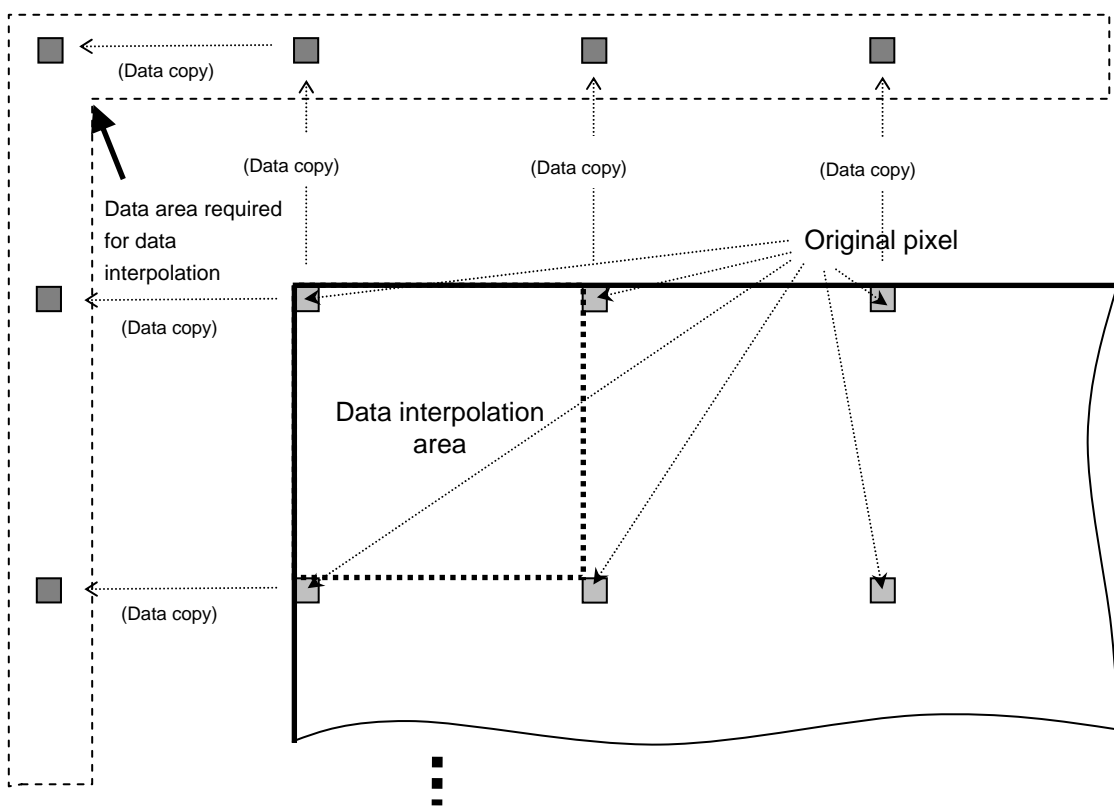 (Data copy)
(Data copy)
(Data copy)
(Data copy)
Data area required
for data
interpolation
Original pixel
(Data copy)
Data interpolation
area
(Data copy)